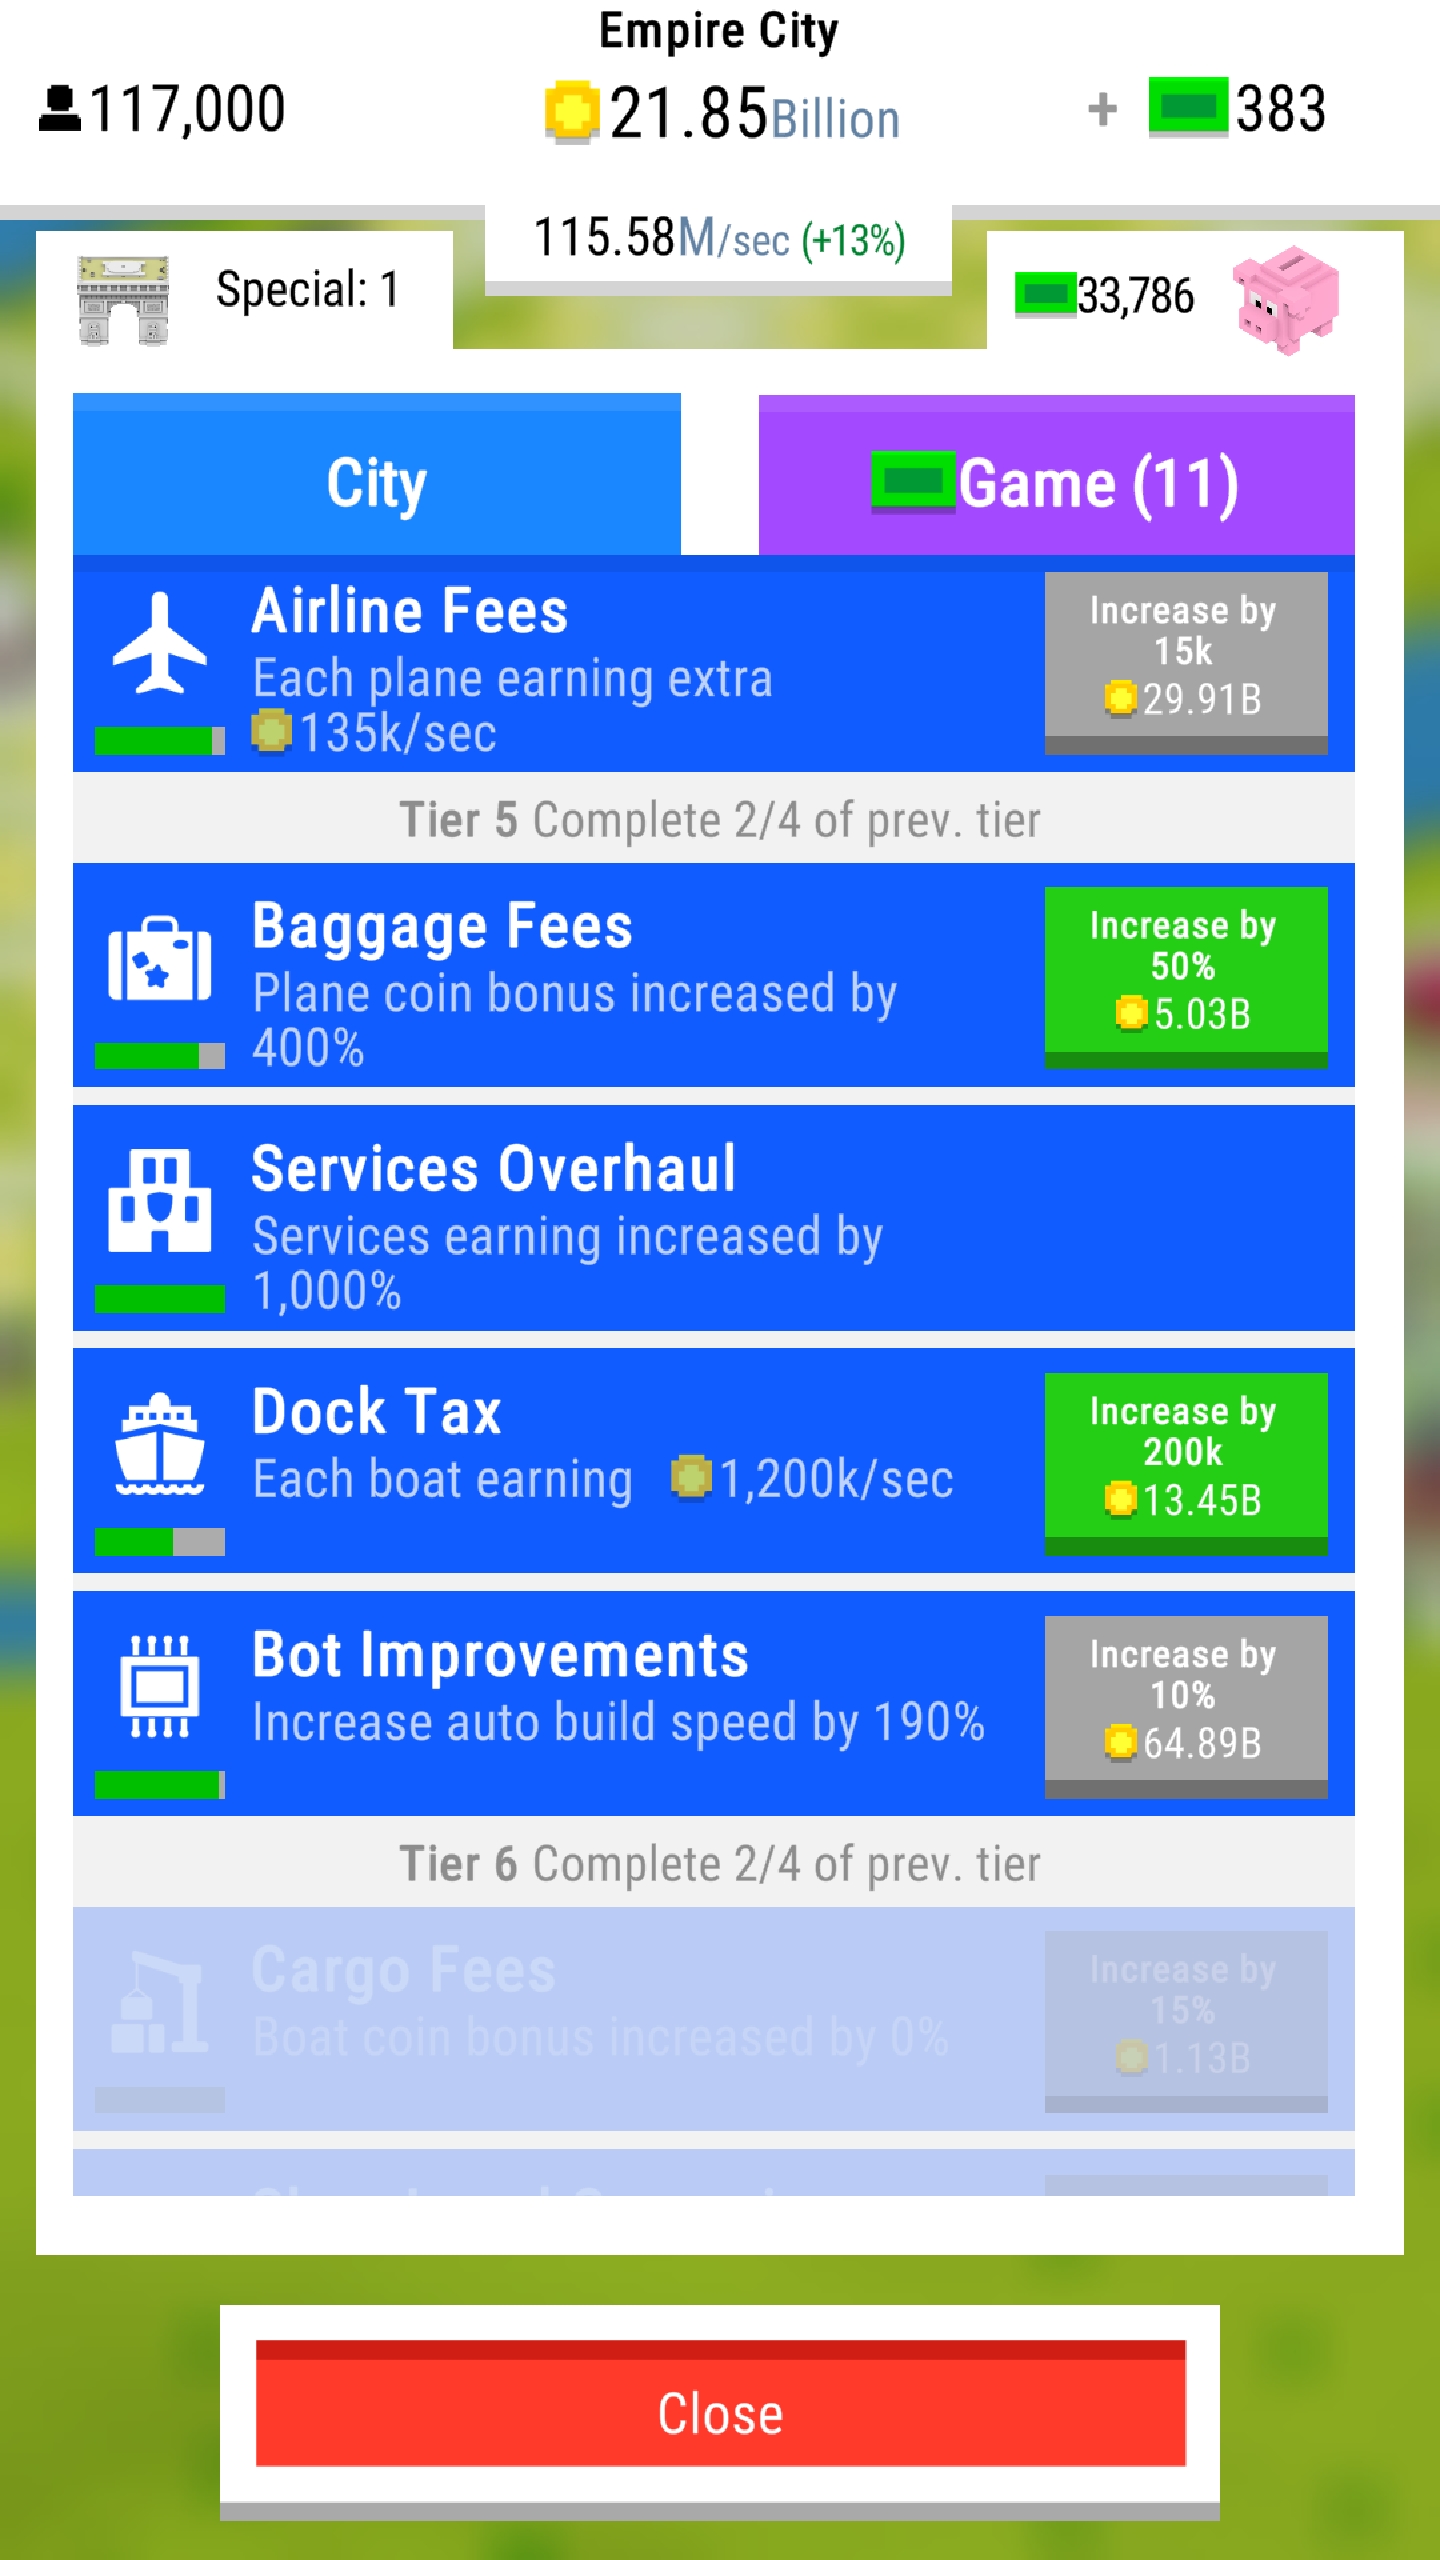 Empire City
117,000
21.85Billion
+ 383
115.58M/sec (+13%)
Special: 1
33,786
City
Game (11)
Airline Fees
Each plane earning extra
135k/sec
Increase by
15k
29.91B
Tier 5 Complete 2/4 of prev. tier
Baggage Fees
Plane coin bonus increased by
400%
Increase by
50%
5.03B
Services Overhaul
Services earning increased by
1,000%
Dock Tax
Each boat earning 1,200k/sec
Increase by
200k
13.45B
Bot Improvements
Increase auto build speed by 190%
Increase by
10%
64.89B
Tier 6 Complete 2/4 of prev. tier
Cargo Fees
Boat coin bonus increased by 0%
Increase by
15%
1.13B
Close